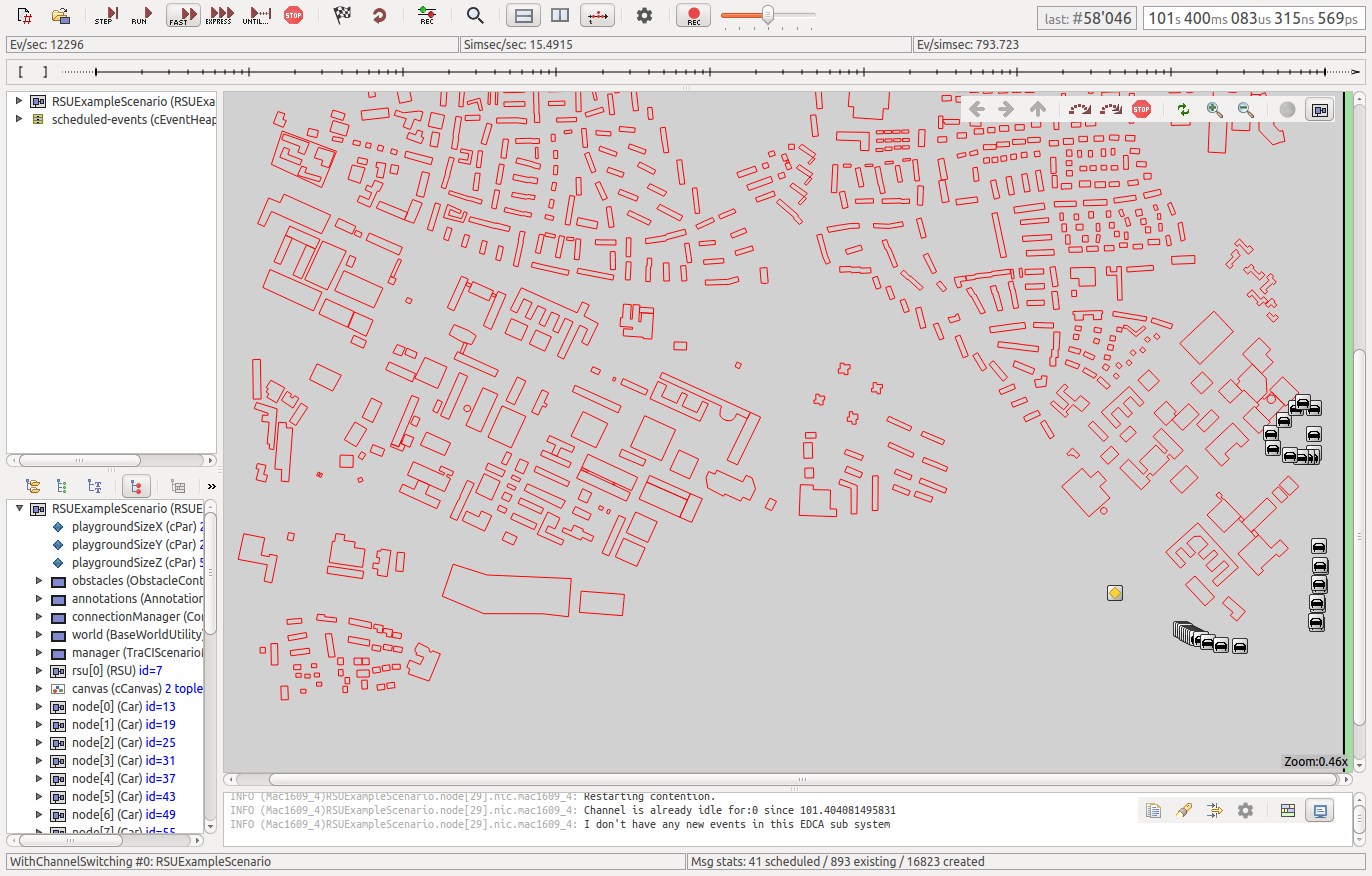 STEP
RUN
FAST
EXPRESS
UNTIL...
STOP
REC
REC
last: #58'046
101s 400ms 083us 315ns 569ps
Ev/sec: 12296
Simsec/sec: 15.4915
Ev/simsec: 793.723
[ ]
RSUExampleScenario (RSUExa
scheduled-events (cEventHeap
STOP
RSUExampleScenario (RSUE
playgroundSizeX (cPar) 2
playgroundSizeY (cPar) 2
playgroundSizeZ (cPar) 5
obstacles (ObstacleCont
annotations (Annotation
connectionManager (Con
world (BaseWorldUtility)
manager (TraCIScenarioM
rsu[0] (RSU) id=7
canvas (cCanvas) 2 tople
node[0] (Car) id=13
node[1] (Car) id=19
node[2] (Car) id=25
node[3] (Car) id=31
node[4] (Car) id=37
node[5] (Car) id=43
node[6] (Car) id=49
node[7] (Car) id=55
Zoom:0.46x
INFO (Mac1609_4)RSUExampleScenario.node[29].nic.mac1609_4: Restarting contention.
INFO (Mac1609_4)RSUExampleScenario.node[29].nic.mac1609_4: Channel is already idle for:0 since 101.404081495831
INFO (Mac1609_4)RSUExampleScenario.node[29].nic.mac1609_4: I don't have any new events in this EDCA sub system
WithChannelSwitching #0: RSUExampleScenario
Msg stats: 41 scheduled / 893 existing / 16823 created